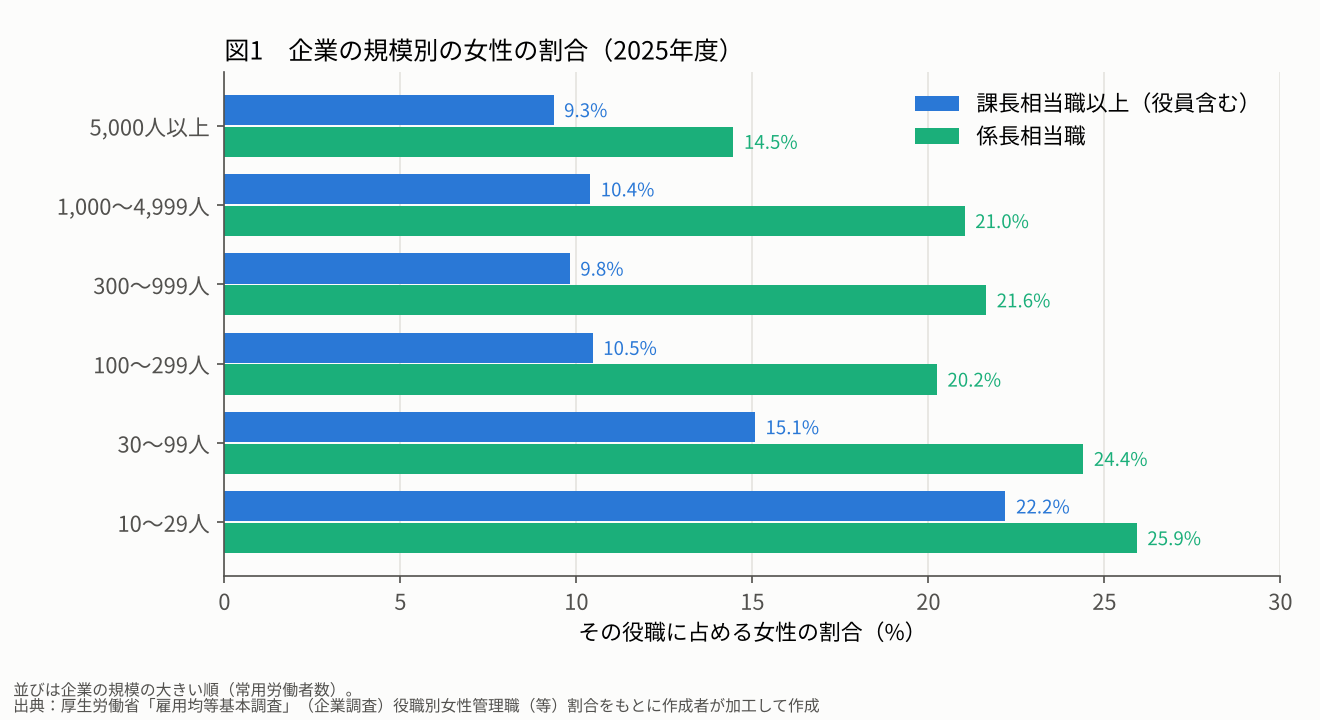 図1　企業の規模別の女性の割合（2025年度）
課長相当職以上（役員含む）
係長相当職
5,000人以上
9.3%
14.5%
1,000〜4,999人
10.4%
21.0%
300〜999人
9.8%
21.6%
100〜299人
10.5%
20.2%
30〜99人
15.1%
24.4%
10〜29人
22.2%
25.9%
0 5 10 15 20 25 30
その役職に占める女性の割合（%）
並びは企業の規模の大きい順（常用労働者数）。
出典：厚生労働省「雇用均等基本調査」（企業調査）役職別女性管理職（等）割合をもとに作成者が加工して作成